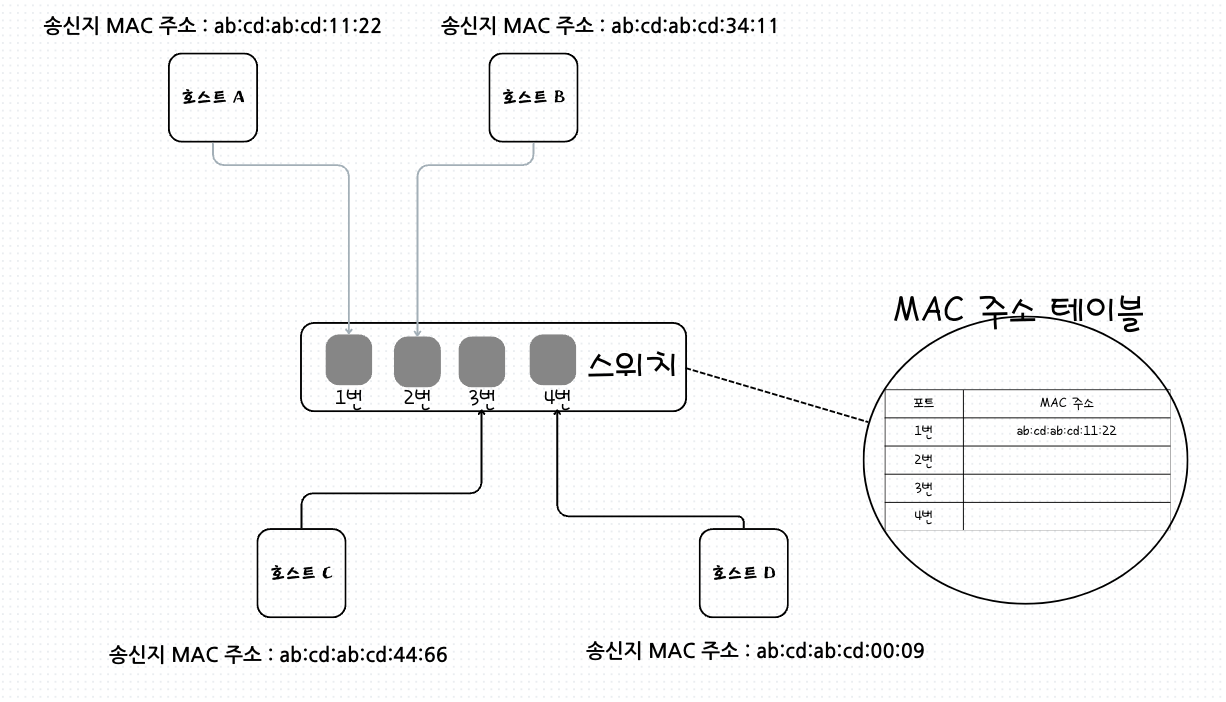 송신지 MAC 주소 : ab:cd:ab:cd:11:22
송신지 MAC 주소 : ab:cd:ab:cd:34:11
호스트 A
호스트 B
MAC 주소 테이블
스위치
1번
2번
3번
4번
포트
MAC 주소
1번
ab:cd:ab:cd:11:22
2번
3번
4번
호스트 C
호스트 D
송신지 MAC 주소 : ab:cd:ab:cd:44:66
송신지 MAC 주소 : ab:cd:ab:cd:00:09